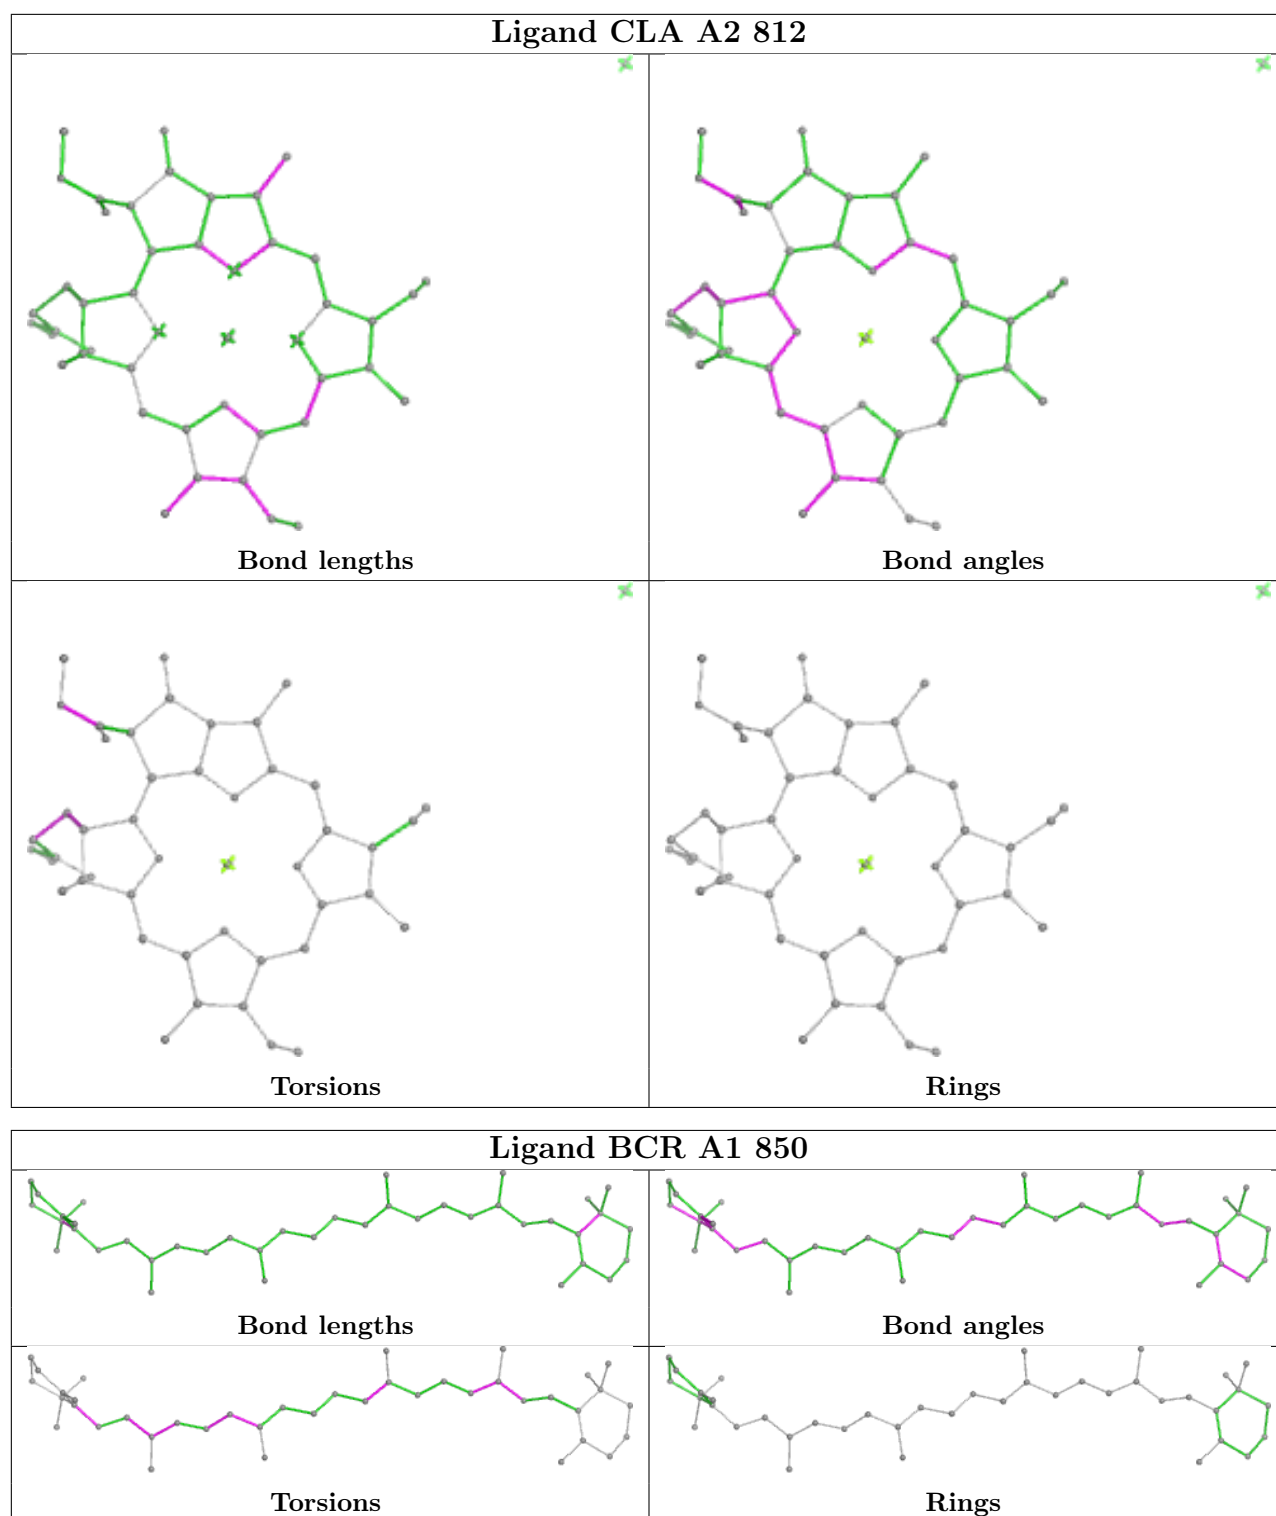 Ligand CLA A2 812
Bond lengths
Bond angles
Torsions
Rings
Ligand BCR A1 850
Bond lengths
Bond angles
Torsions
Rings